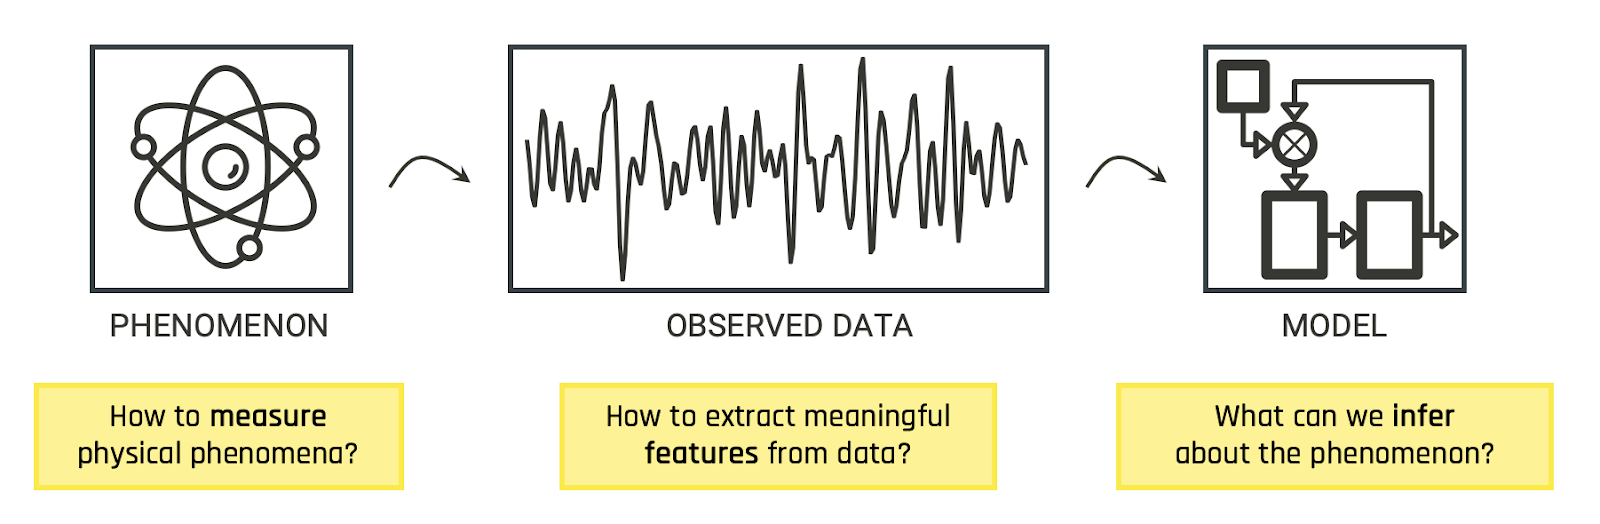 PHENOMENON
OBSERVED DATA
MODEL
How to measure
physical phenomena?
How to extract meaningful
features from data?
What can we infer
about the phenomenon?